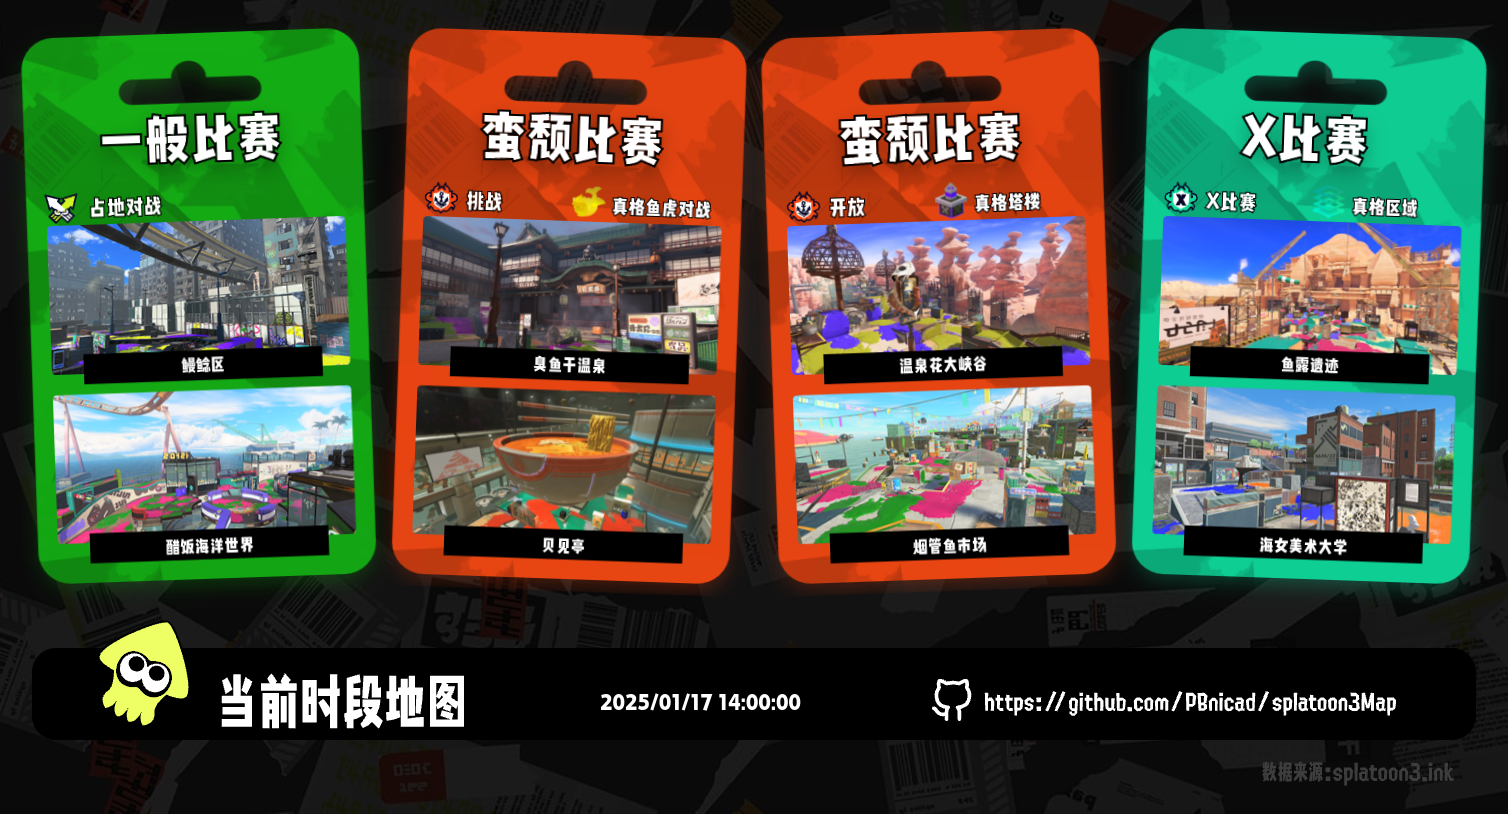 一般比赛
占地对战
鳗鲶区
醋饭海洋世界
蛮颓比赛
挑战
真格鱼虎对战
臭鱼干温泉
贝见亭
蛮颓比赛
开放
真格塔楼
温泉花大峡谷
烟管鱼市场
X比赛
X比赛
真格区域
鱼露遗迹
海女美术大学
当前时段地图
2025/01/17 14:00:00
https://github.com/PBnicad/splatoon3Map
数据来源:splatoon3.ink